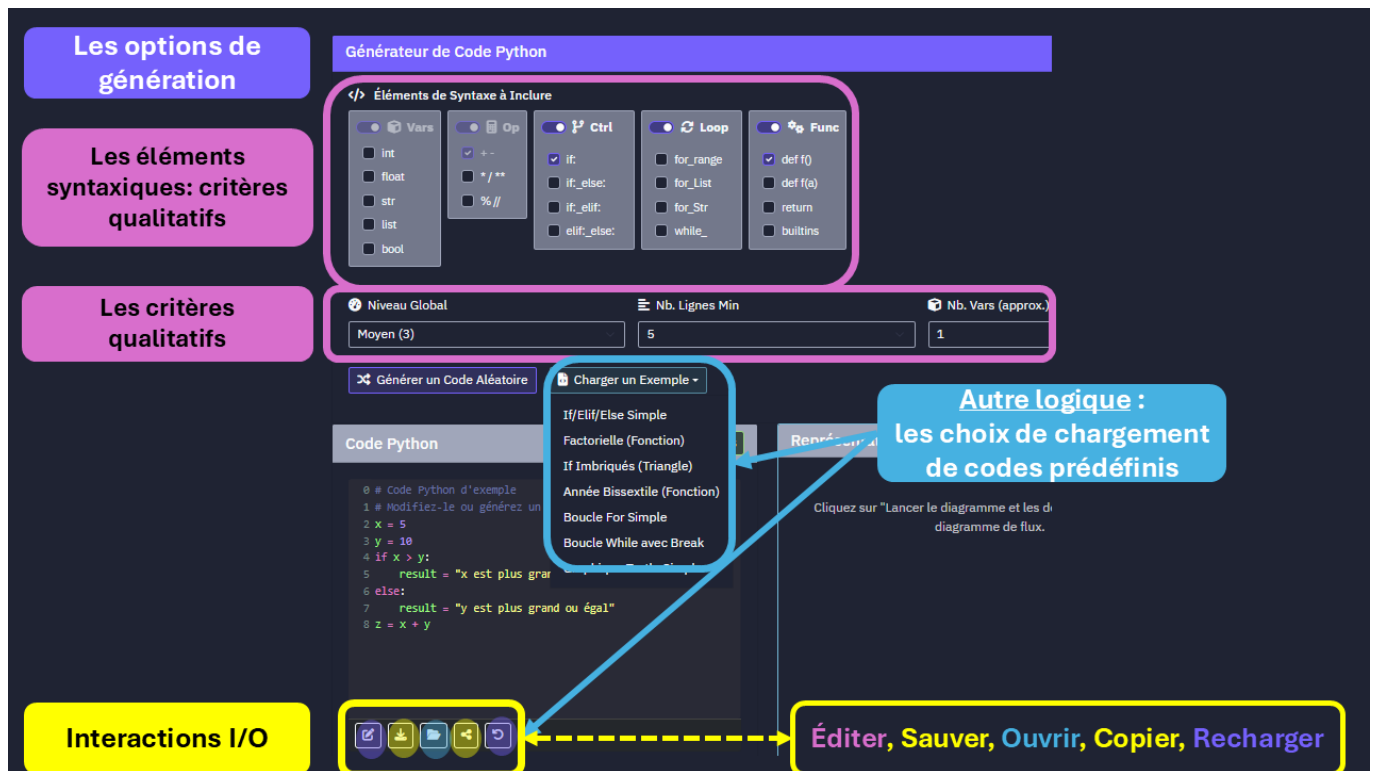 Les options de
génération
Générateur de Code Python
</> Éléments de Syntaxe à Inclure
Les éléments
syntaxiques: critères
qualitatifs
Vars
int
float
str
list
bool
Op
+ -
* / **
% //
Ctrl
if:
if:_else:
if:_elif:
elif:_else:
Loop
for_range
for_List
for_Str
while_
Func
def f()
def f(a)
return
builtins
Les critères
qualitatifs
Niveau Global
Moyen (3)
Nb. Lignes Min
5
Nb. Vars (approx.)
1
Générer un Code Aléatoire
Charger un Exemple
If/Elif/Else Simple
Factorielle (Fonction)
If Imbriqués (Triangle)
Année Bissextile (Fonction)
Boucle For Simple
Boucle While avec Break
Autre logique :
les choix de chargement
de codes prédéfinis
Code Python
0 # Code Python d'exemple
1 # Modifiez-le ou générez un
2 x = 5
3 y = 10
4 if x > y:
5 result = "x est plus gran
6 else:
7 result = "y est plus grand ou égal"
8 z = x + y
Cliquez sur "Lancer le diagramme et les d
diagramme de flux.
Interactions I/O
Éditer, Sauver, Ouvrir, Copier, Recharger